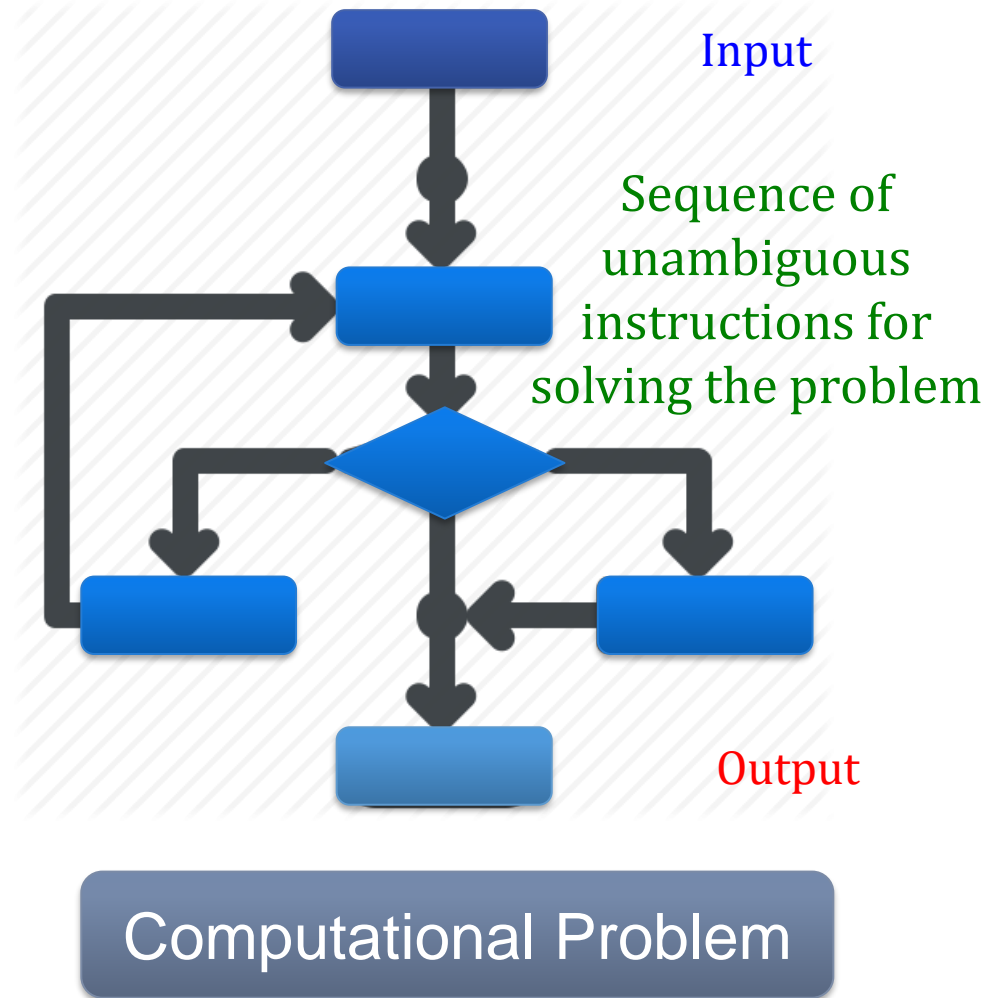 Input
Sequence of
unambiguous
instructions for
solving the problem
Output
Computational Problem